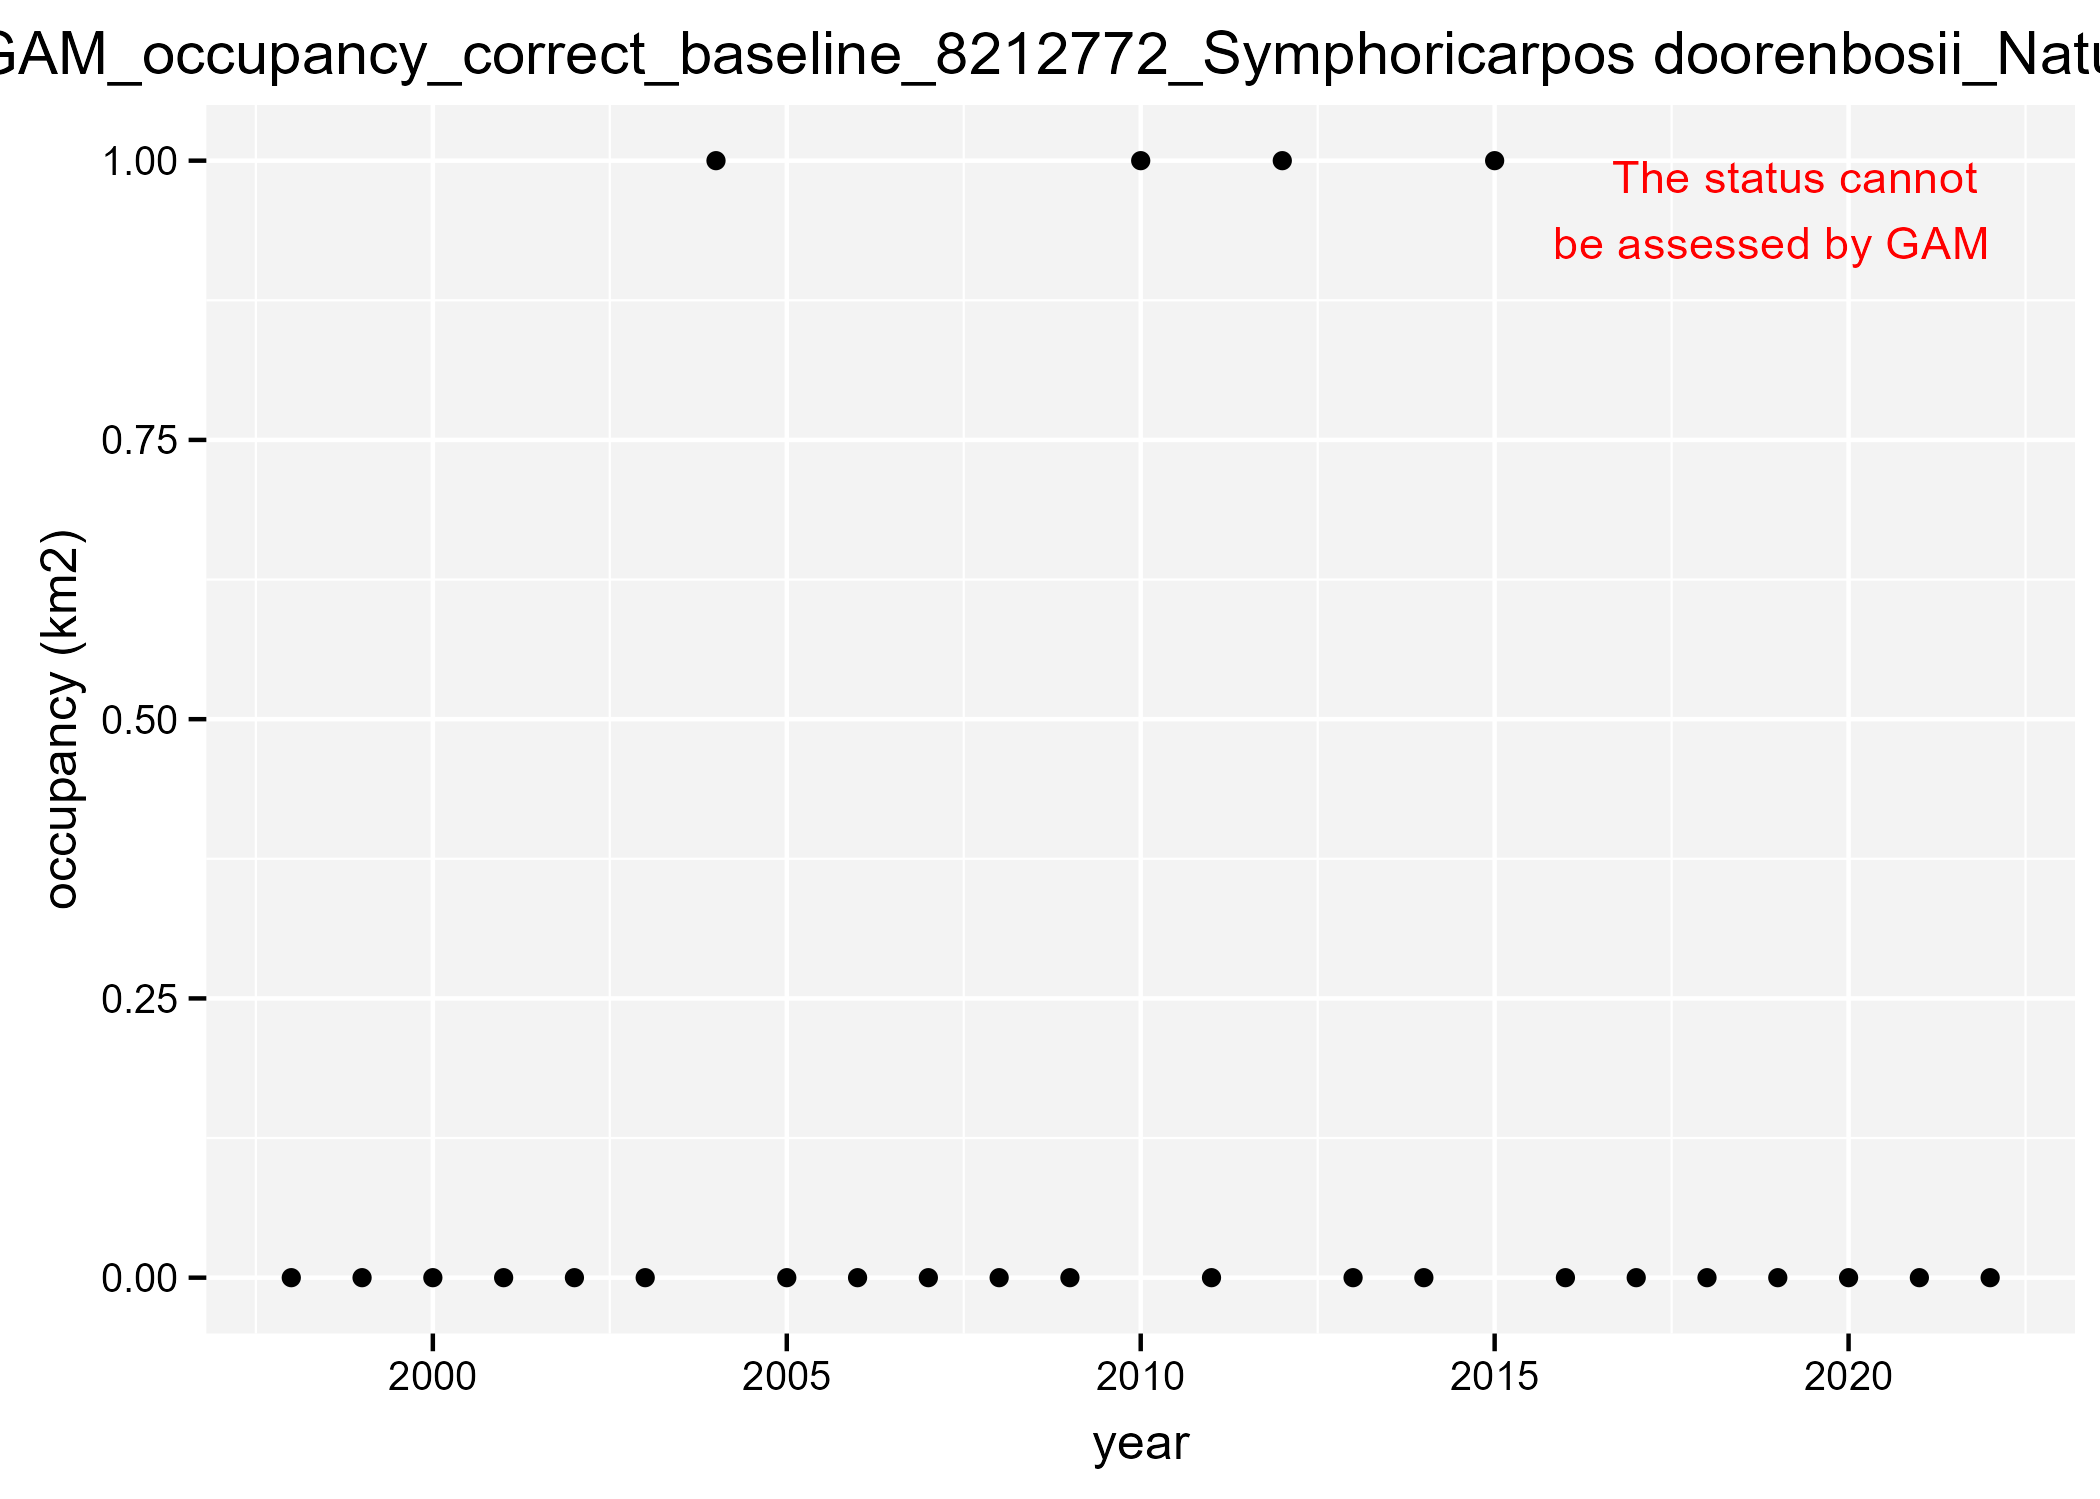 GAM_occupancy_correct_baseline_8212772_Symphoricarpos doorenbosii_Natu
1.00
The status cannot
be assessed by GAM
0.75
occupancy (km2)
0.50
0.25
0.00
2000 2005 2010 2015 2020
year